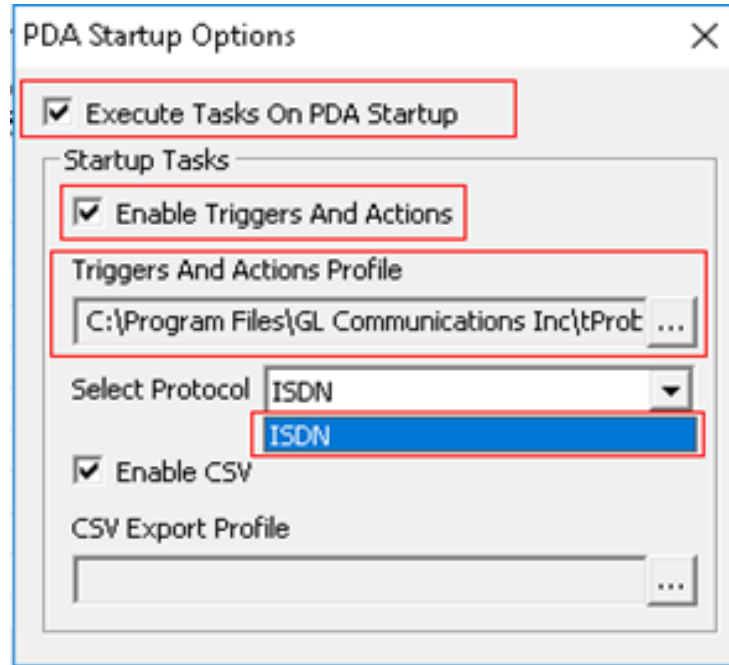 PDA Startup Options
Execute Tasks On PDA Startup
Startup Tasks
Enable Triggers And Actions
Triggers And Actions Profile
C:\Program Files\GL Communications Inc\tProb ...
Select Protocol ISDN
ISDN
Enable CSV
CSV Export Profile
...